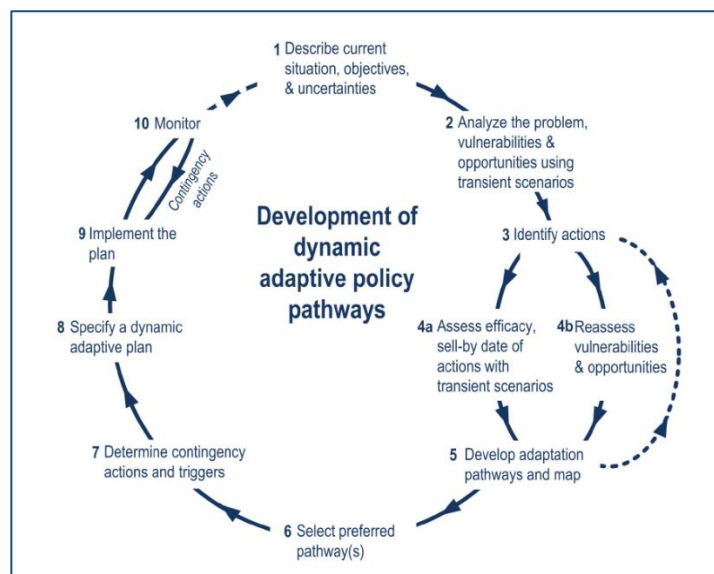 1 Describe current
situation, objectives,
& uncertainties
2 Analyze the problem,
vulnerabilities &
opportunities using
transient scenarios
3 Identify actions
4a Assess efficacy,
sell-by date of
actions with
transient scenarios
4b Reassess
vulnerabilities
& opportunities
5 Develop adaptation
pathways and map
6 Select preferred
pathway(s)
7 Determine contingency
actions and triggers
8 Specify a dynamic
adaptive plan
9 Implement the
plan
10 Monitor
Contingency
actions
Development of
dynamic
adaptive policy
pathways